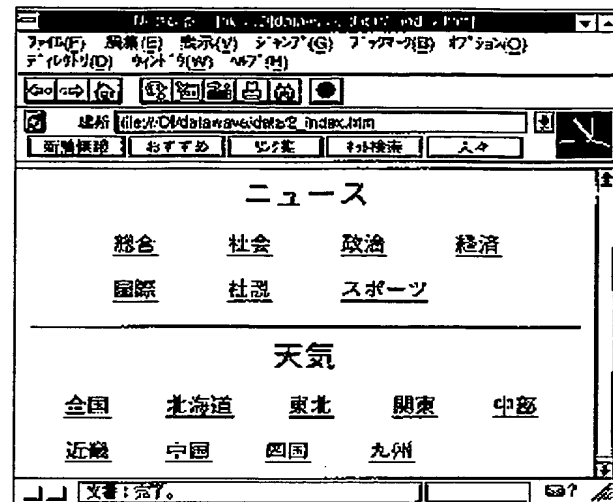 ファイル(F) 編集(E) 表示(V) ジャンプ(G) ブックマーク(B) オプション(O)
ディレクトリ(D) ウィンドウ(W) ヘルプ(H)
場所
新着情報 おすすめ リンク集 ネット検索 人々
ニュース
総合 社会 政治 経済
国際 社説 スポーツ
天気
全国 北海道 東北 関東 中部
近畿 中国 四国 九州
文書:完了。